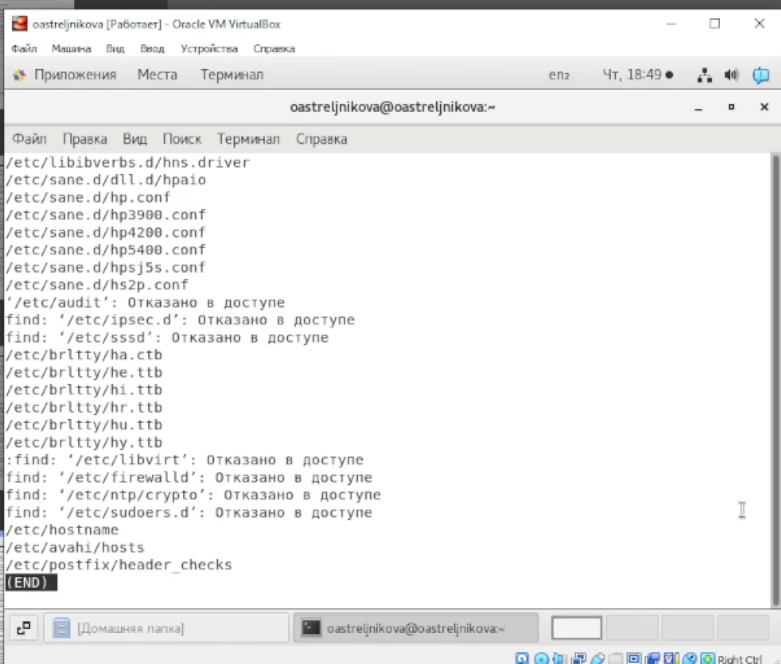 oastreljnikova [Работает] - Oracle VM VirtualBox
Файл Машина Вид Ввод Устройства Справка
Приложения Места Терминал en₂ Чт, 18:49
oastreljnikova@oastreljnikova:~
Файл Правка Вид Поиск Терминал Справка
/etc/libibverbs.d/hns.driver
/etc/sane.d/dll.d/hpaio
/etc/sane.d/hp.conf
/etc/sane.d/hp3900.conf
/etc/sane.d/hp4200.conf
/etc/sane.d/hp5400.conf
/etc/sane.d/hpsj5s.conf
/etc/sane.d/hs2p.conf
‘/etc/audit’: Отказано в доступе
find: ‘/etc/ipsec.d’: Отказано в доступе
find: ‘/etc/sssd’: Отказано в доступе
/etc/brltty/ha.ctb
/etc/brltty/he.ttb
/etc/brltty/hi.ttb
/etc/brltty/hr.ttb
/etc/brltty/hu.ttb
/etc/brltty/hy.ttb
:find: ‘/etc/libvirt’: Отказано в доступе
find: ‘/etc/firewalld’: Отказано в доступе
find: ‘/etc/ntp/crypto’: Отказано в доступе
find: ‘/etc/sudoers.d’: Отказано в доступе
/etc/hostname
/etc/avahi/hosts
/etc/postfix/header_checks
(END)
[Домашняя папка] oastreljnikova@oastreljnikova:~
Right Ctrl